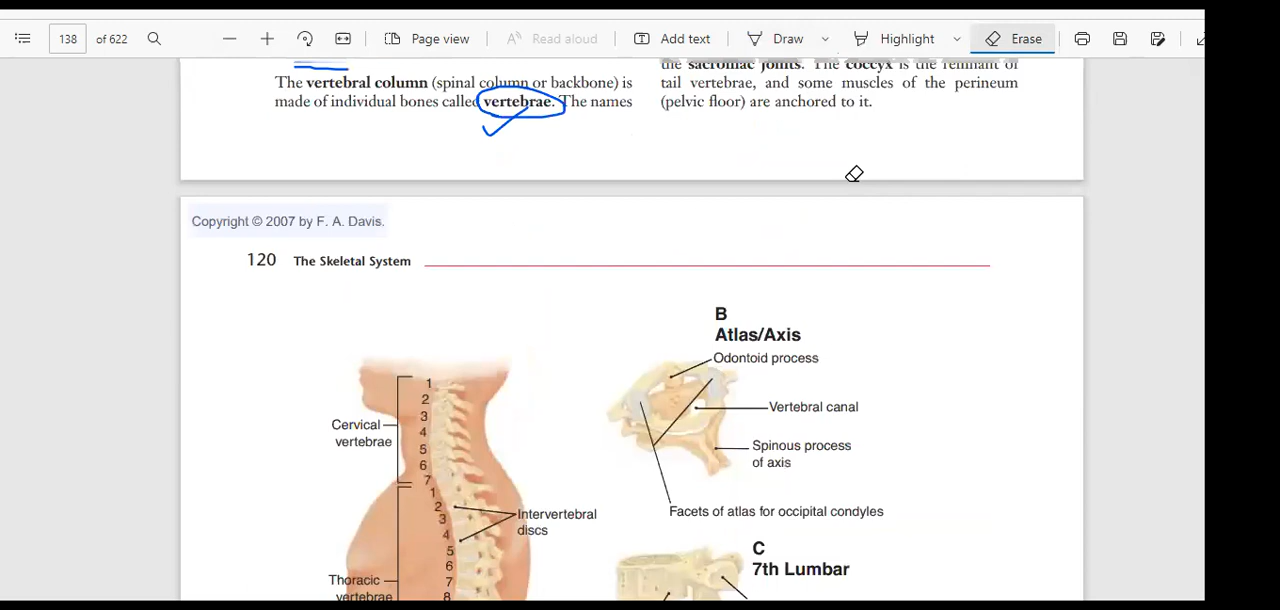 138 of 622
Page view
Read aloud
Add text
Draw
Highlight
Erase
The vertebral column (spinal column or backbone) is
made of individual bones called vertebrae. The names
the sacroiliac joints. The coccyx is the remnant of
tail vertebrae, and some muscles of the perineum
(pelvic floor) are anchored to it.
Copyright © 2007 by F. A. Davis.
120 The Skeletal System
Cervical
vertebrae
1
2
3
4
5
6
7
1
2
3
4
5
6
7
8
Thoracic
vertebrae
Intervertebral
discs
B
Atlas/Axis
Odontoid process
Vertebral canal
Spinous process
of axis
Facets of atlas for occipital condyles
C
7th Lumbar